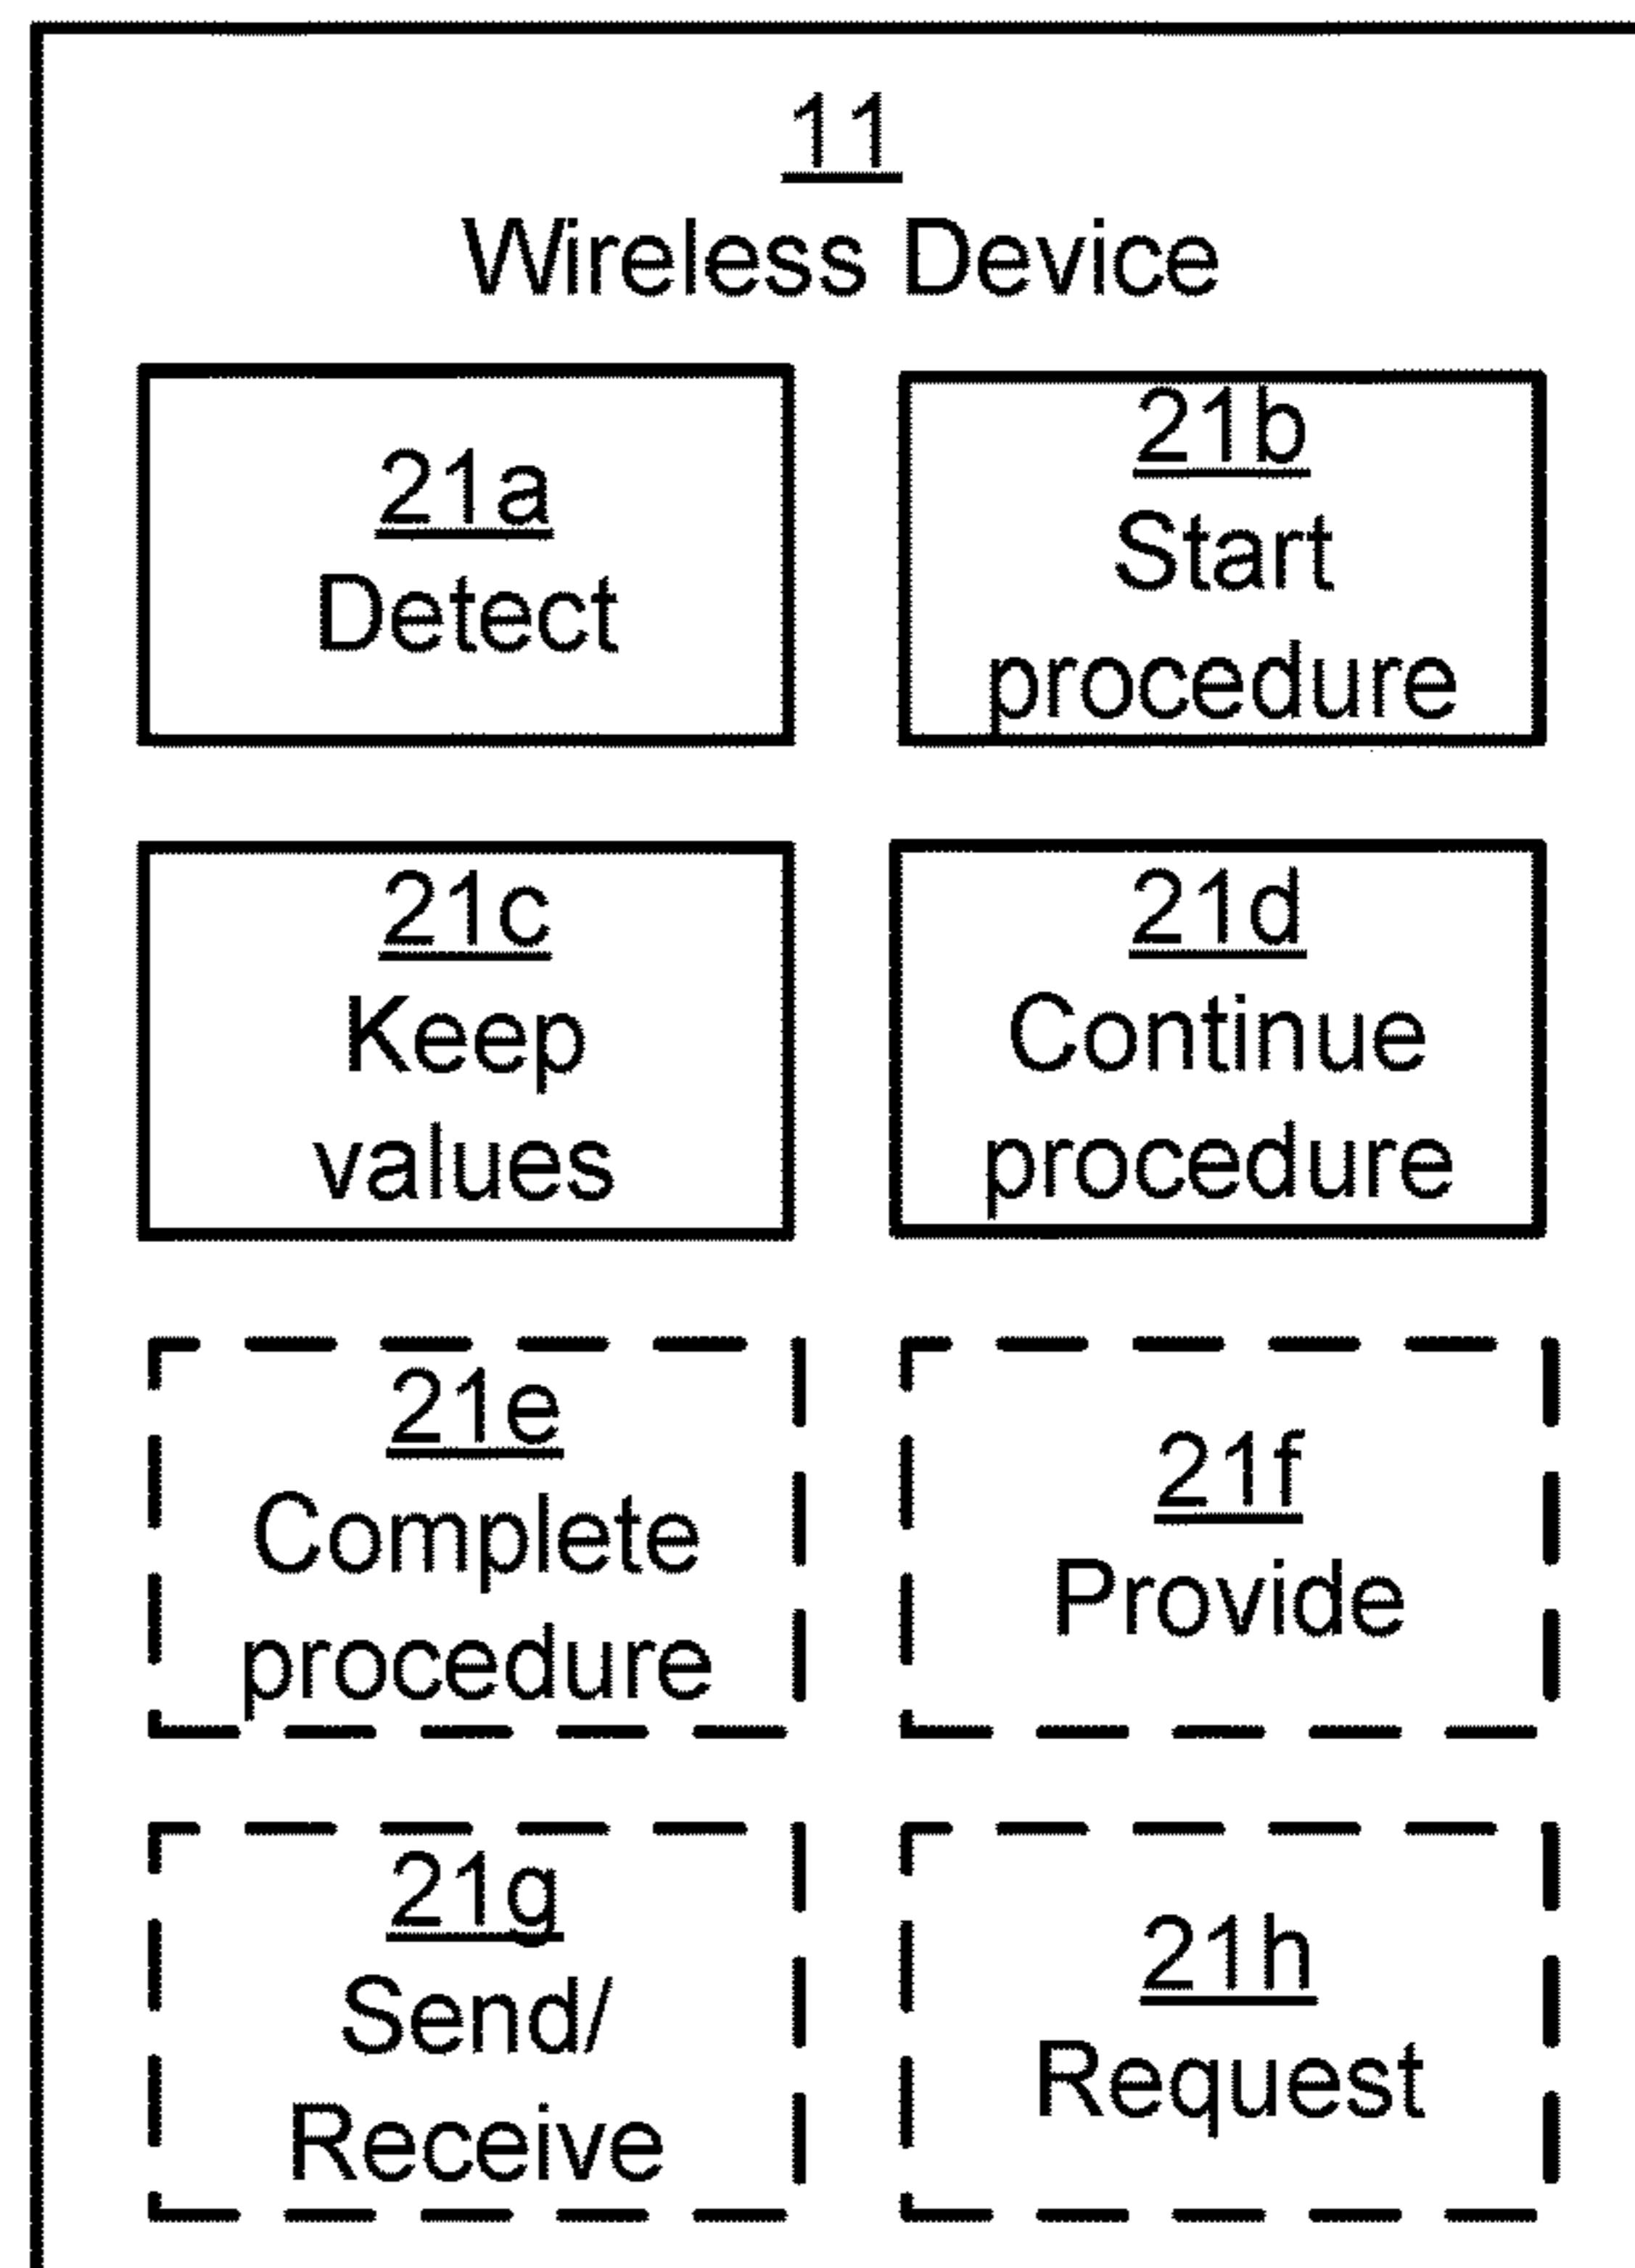 11
Wireless Device
21a
Detect
21b
Start
procedure
21c
Keep
values
21d
Continue
procedure
21e
Complete
procedure
21f
Provide
21g
Send/
Receive
21h
Request